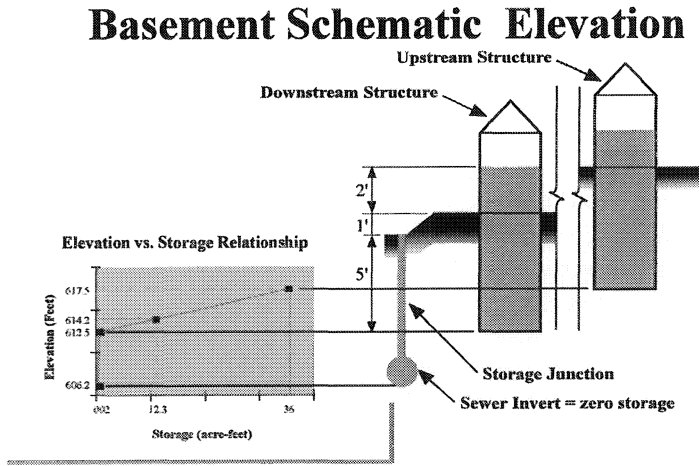 Basement Schematic Elevation
Upstream Structure
Downstream Structure
2'
1'
5'
Elevation vs. Storage Relationship
Elevation (Feet)
617.5
614.2
612.5
606.2
002
12.3
36
Storage (acre-feet)
Storage Junction
Sewer Invert = zero storage